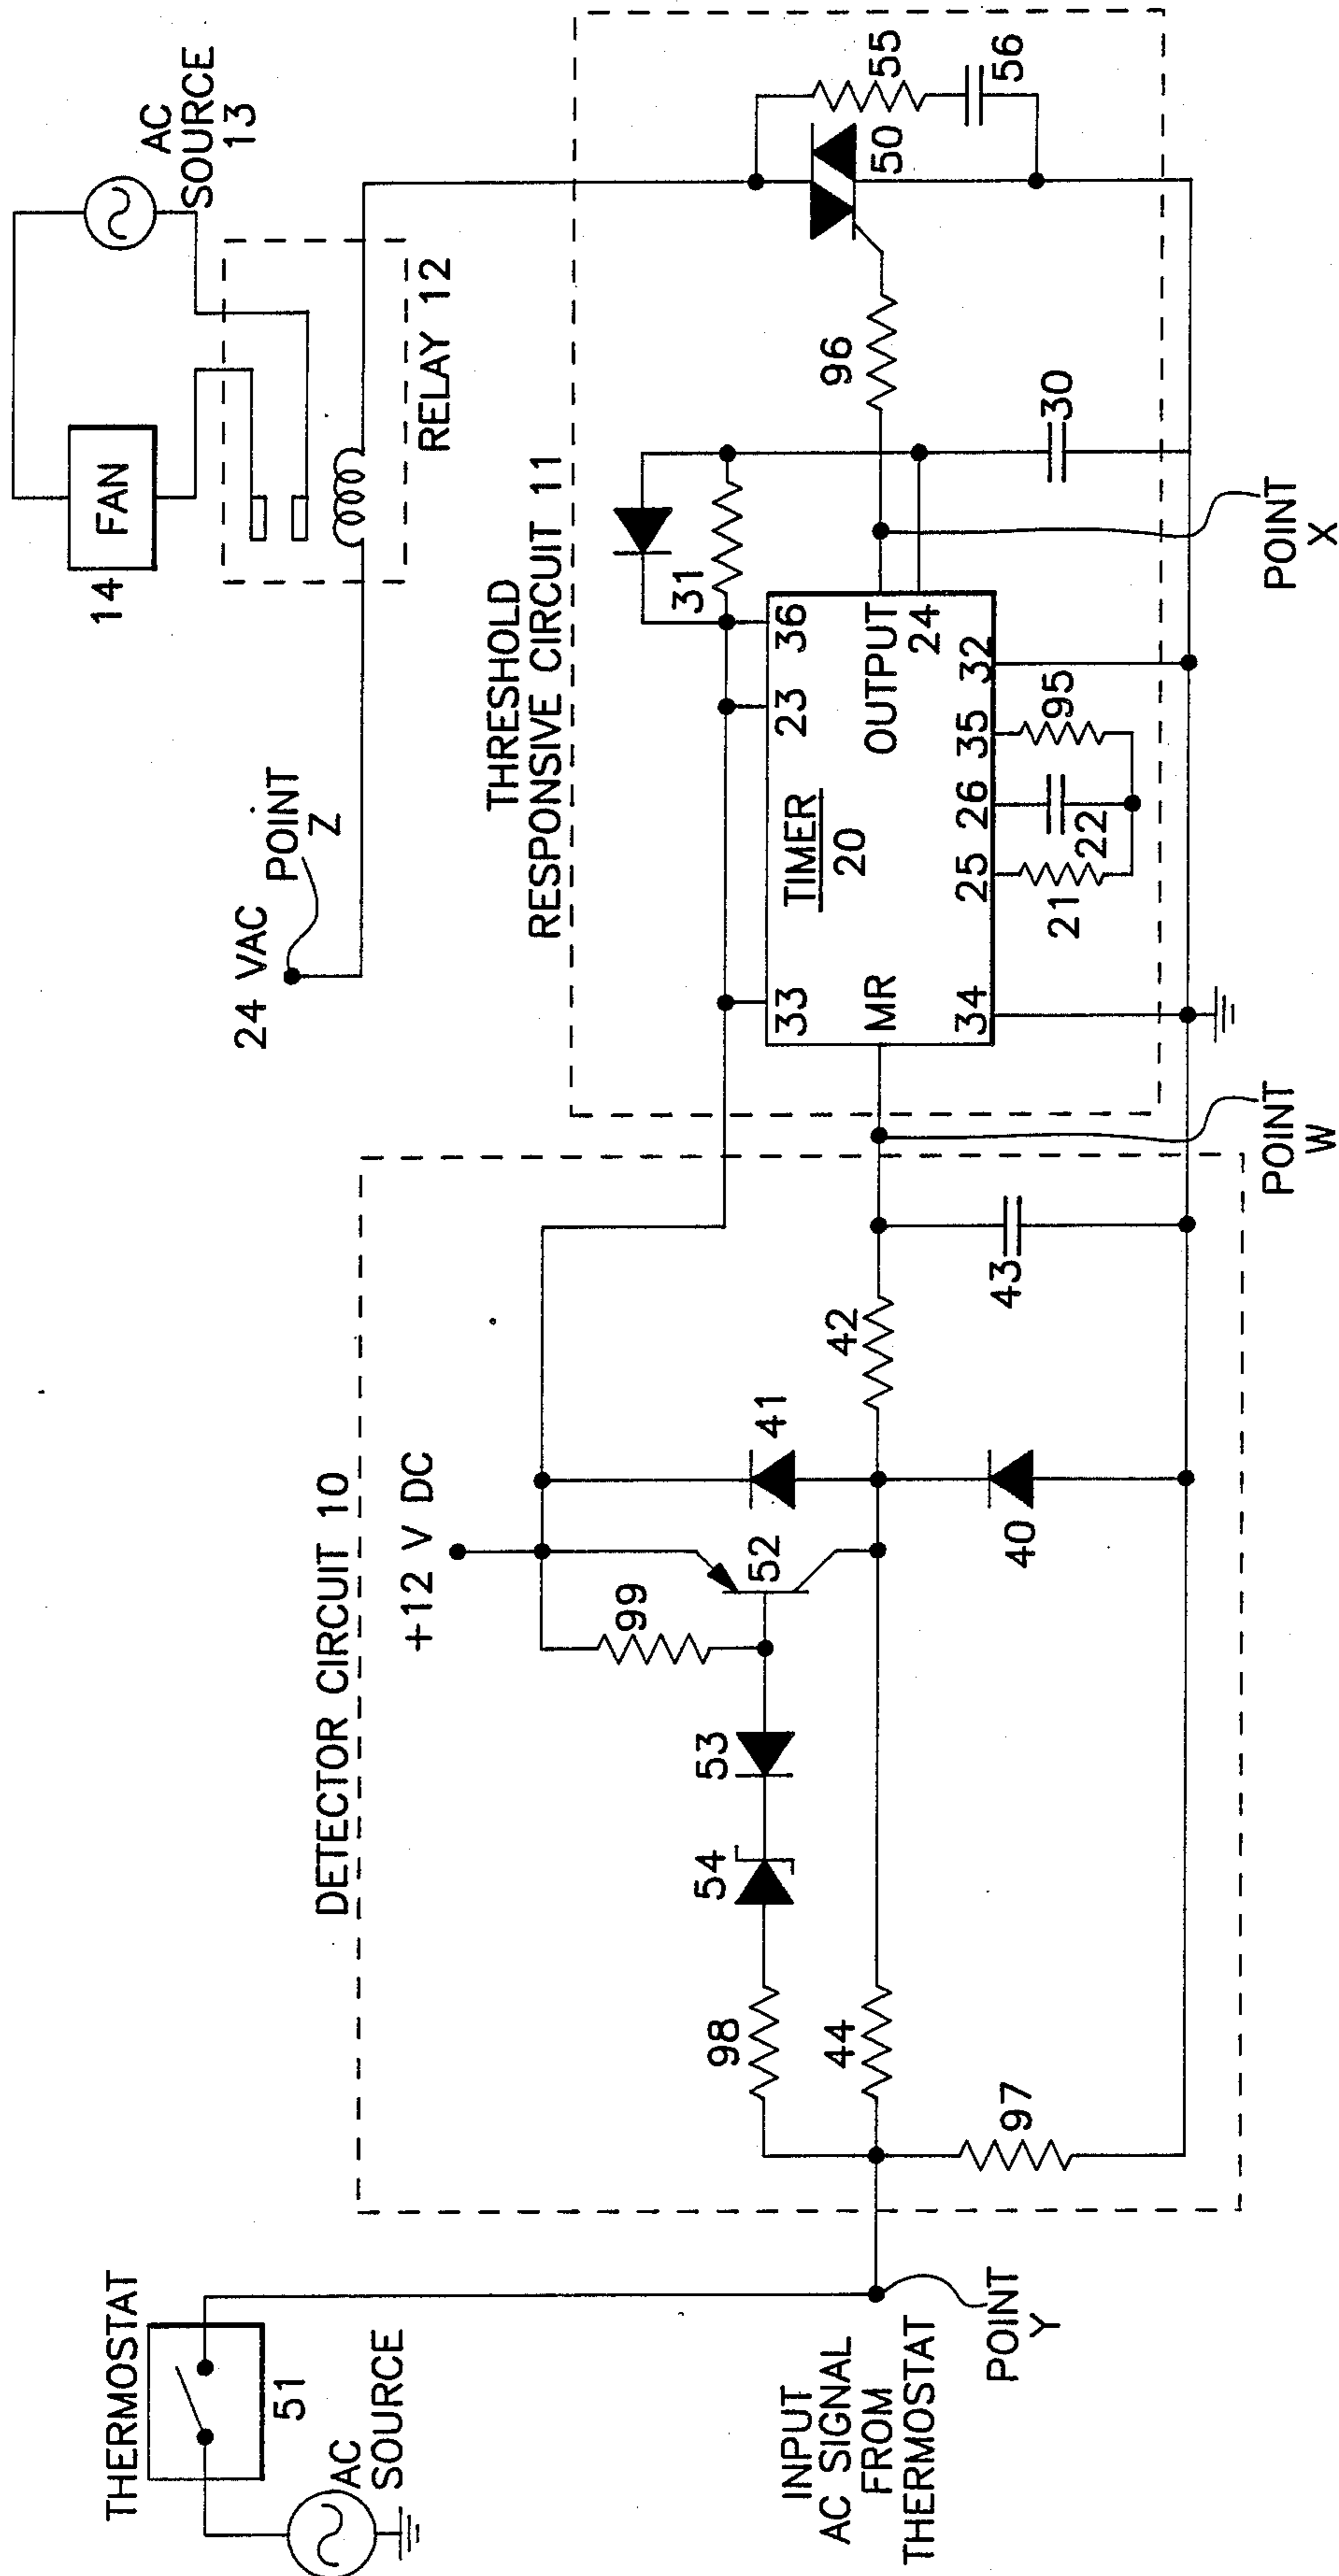 THERMOSTAT
51
AC
SOURCE
INPUT
AC SIGNAL
FROM
THERMOSTAT
POINT
Y
DETECTOR CIRCUIT 10
+12 V DC
98
54
53
99
52
41
44
42
97
40
43
POINT
W
24 VAC
POINT
Z
14
FAN
AC
SOURCE
13
RELAY 12
THRESHOLD
RESPONSIVE CIRCUIT 11
31
33
23
36
MR
TIMER
20
OUTPUT
24
34
25
26
35
32
21
22
95
96
30
50
55
56
POINT
X